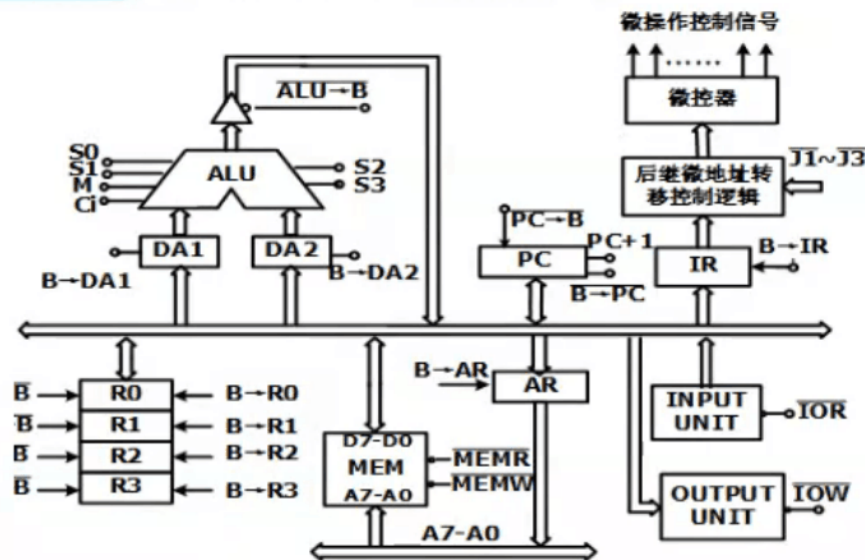 微操作控制信号
......
ALU→B
微控器
S0
S1
M
Ci
ALU
S2
S3
后继微地址转
移控制逻辑
J1~J3
PC→B
PC+1
B→IR
DA1
DA2
PC
IR
B→DA1
B→DA2
B→PC
B→AR
AR
B
R0
B→R0
B
R1
B→R1
B
R2
B→R2
B
R3
B→R3
D7-D0
MEM
A7-A0
MEMR
MEMW
INPUT
UNIT
IOR
OUTPUT
UNIT
IOW
A7-A0